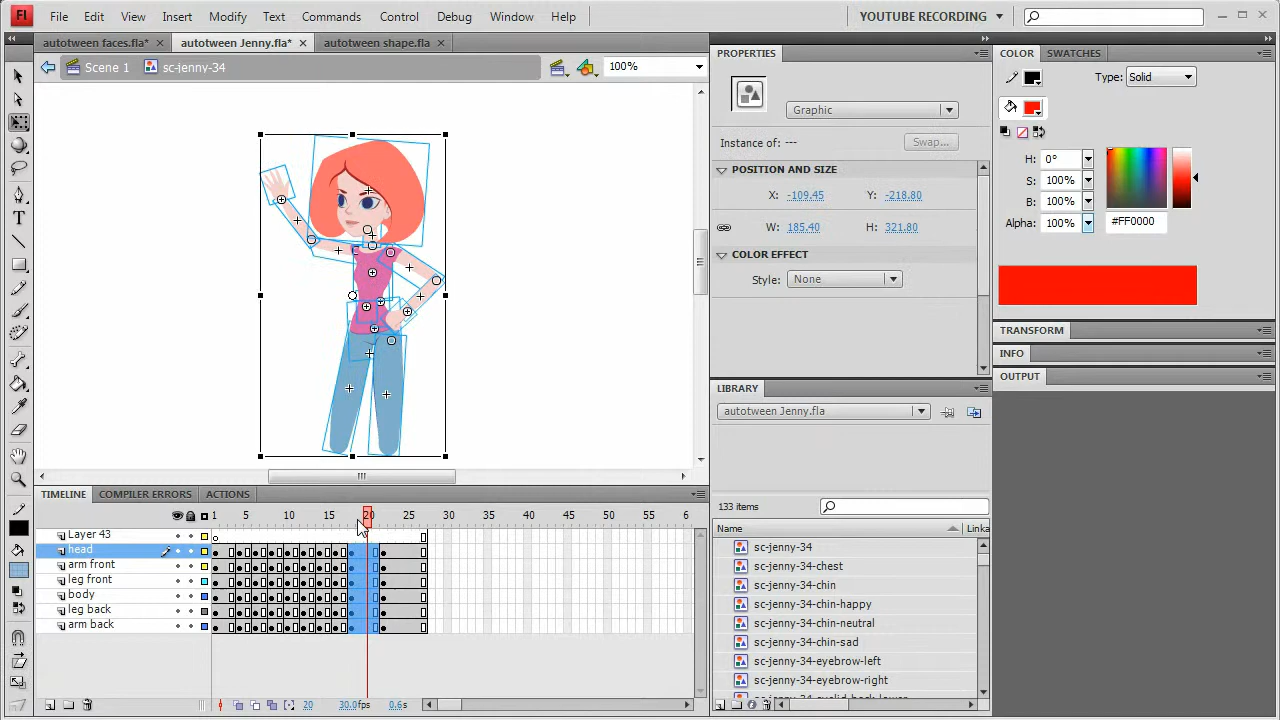 Fl File Edit View Insert Modify Text Commands Control Debug Window Help YOUTUBE RECORDING
autotween faces.fla* autotween Jenny.fla* autotween shape.fla
Scene 1 sc-jenny-34 100%
PROPERTIES
Graphic
Instance of: --- Swap...
POSITION AND SIZE
X: -109.45 Y: -218.80
W: 185.40 H: 321.80
COLOR EFFECT
Style: None
COLOR SWATCHES
Type: Solid
H: 0°
S: 100%
B: 100%
Alpha: 100% #FF0000
TRANSFORM
INFO
OUTPUT
LIBRARY
autotween Jenny.fla
133 items
Name Linka
sc-jenny-34
sc-jenny-34-chest
sc-jenny-34-chin
sc-jenny-34-chin-happy
sc-jenny-34-chin-neutral
sc-jenny-34-chin-sad
sc-jenny-34-eyebrow-left
sc-jenny-34-eyebrow-right
TIMELINE COMPILER ERRORS ACTIONS
1 5 10 15 20 25 30 35 40 45 50 55 6
Layer 43
head
arm front
leg front
body
leg back
arm back
20 30.0fps 0.6s